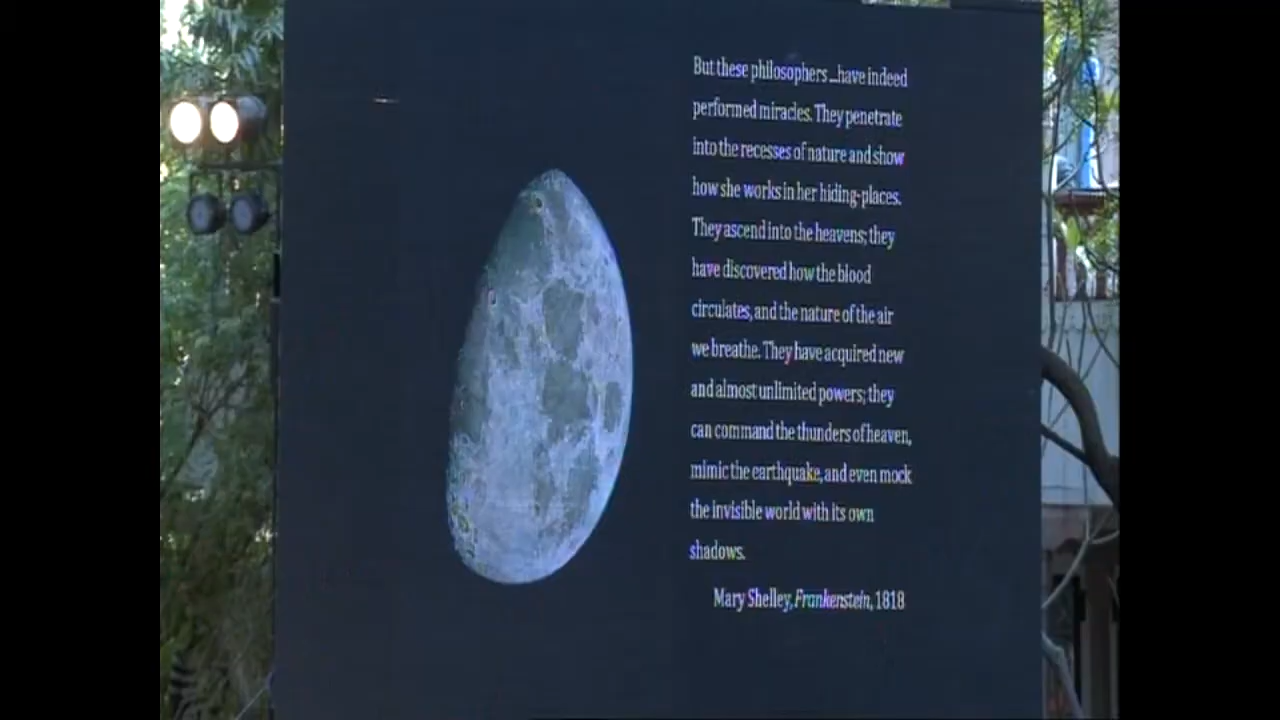 But these philosophers ...have indeed
performed miracles. They penetrate
into the recesses of nature and show
how she works in her hiding-places.
They ascend into the heavens; they
have discovered how the blood
circulates, and the nature of the air
we breathe. They have acquired new
and almost unlimited powers; they
can command the thunders of heaven,
mimic the earthquake, and even mock
the invisible world with its own
shadows.
Mary Shelley, Frankenstein, 1818